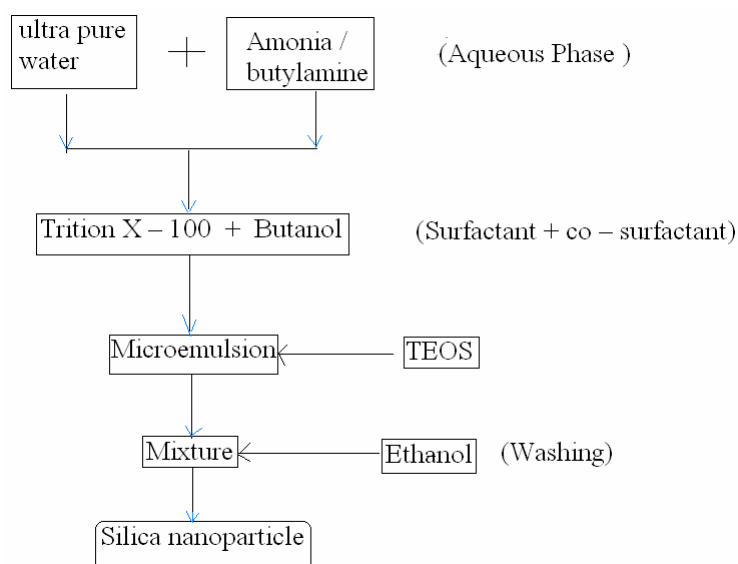 ultra pure
water
Amonia /
butylamine
(Aqueous Phase )
Trition X – 100 + Butanol
(Surfactant + co – surfactant)
Microemulsion
TEOS
Mixture
Ethanol
(Washing)
Silica nanoparticle